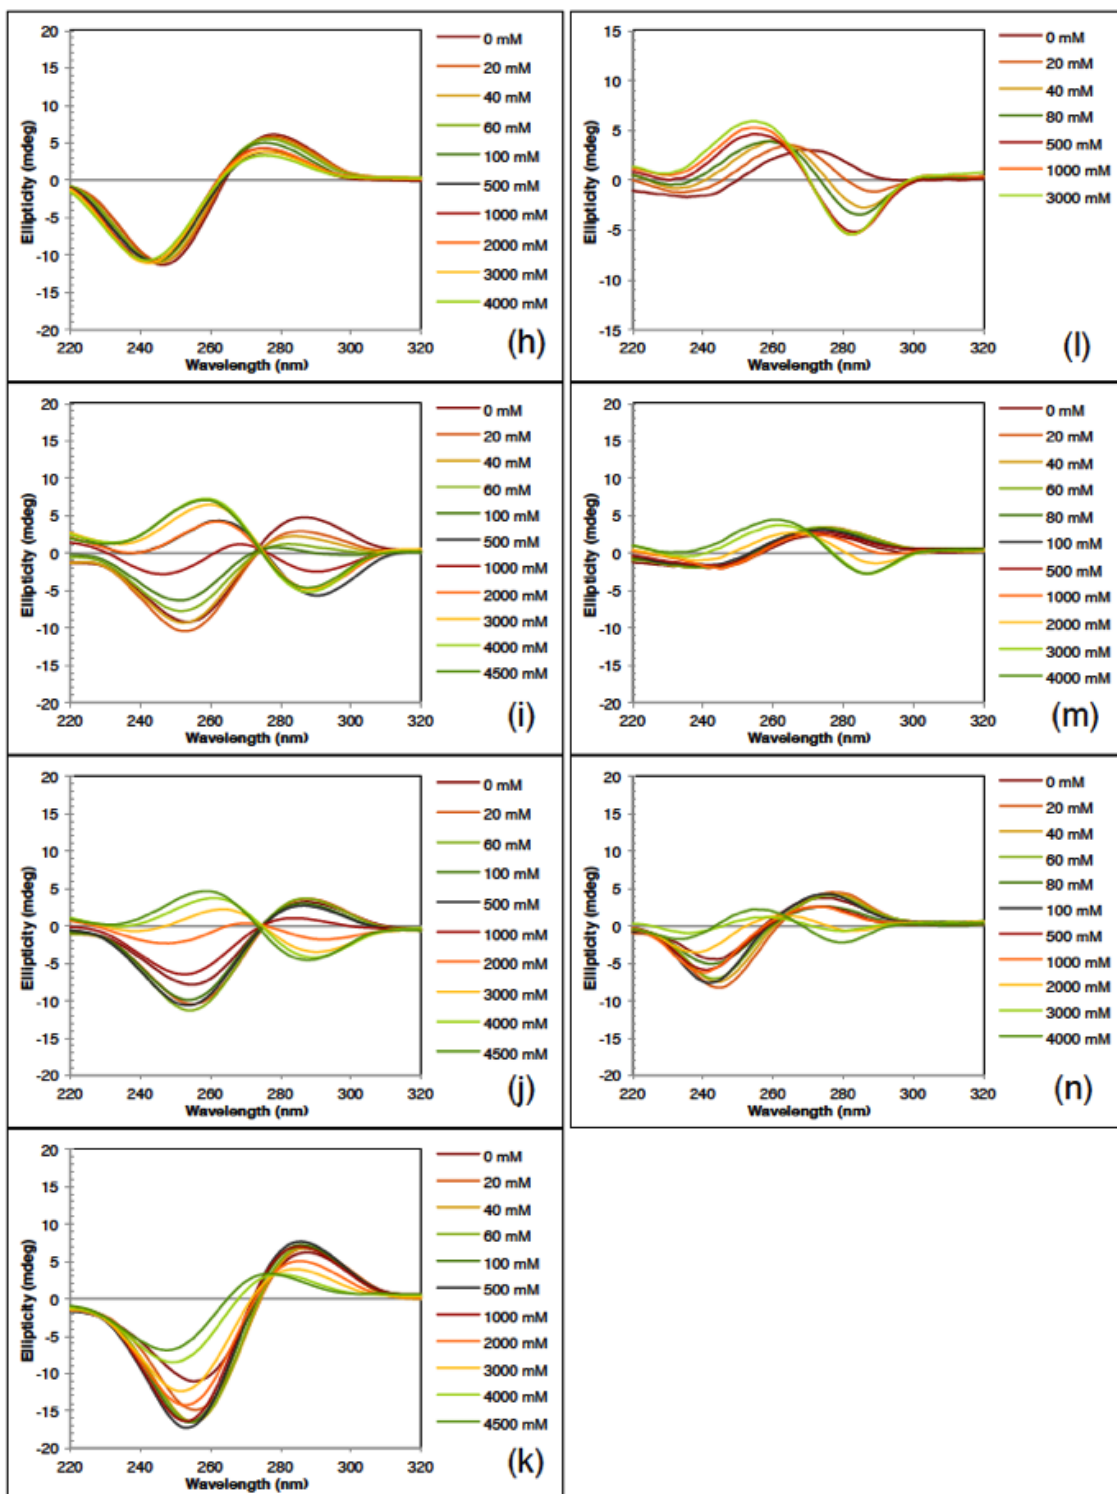 20
15
10
5
0
-5
-10
-15
-20
220 240 260 280 300 320
Ellipticity (mdeg)
Wavelength (nm)
0 mM
20 mM
40 mM
60 mM
100 mM
500 mM
1000 mM
2000 mM
3000 mM
4000 mM
(h)
15
10
5
0
-5
-10
-15
220 240 260 280 300 320
Ellipticity (mdeg)
Wavelength (nm)
0 mM
20 mM
40 mM
80 mM
500 mM
1000 mM
3000 mM
(l)
20
15
10
5
0
-5
-10
-15
-20
220 240 260 280 300 320
Ellipticity (mdeg)
Wavelength (nm)
0 mM
20 mM
40 mM
60 mM
100 mM
500 mM
1000 mM
2000 mM
3000 mM
4000 mM
4500 mM
(i)
20
15
10
5
0
-5
-10
-15
-20
220 240 260 280 300 320
Ellipticity (mdeg)
Wavelength (nm)
0 mM
20 mM
40 mM
60 mM
80 mM
100 mM
500 mM
1000 mM
2000 mM
3000 mM
4000 mM
(m)
20
15
10
5
0
-5
-10
-15
-20
220 240 260 280 300 320
Ellipticity (mdeg)
Wavelength (nm)
0 mM
20 mM
60 mM
100 mM
500 mM
1000 mM
2000 mM
3000 mM
4000 mM
4500 mM
(j)
20
15
10
5
0
-5
-10
-15
-20
220 240 260 280 300 320
Ellipticity (mdeg)
Wavelength (nm)
0 mM
20 mM
40 mM
60 mM
80 mM
100 mM
500 mM
1000 mM
2000 mM
3000 mM
4000 mM
(n)
20
15
10
5
0
-5
-10
-15
-20
220 240 260 280 300 320
Ellipticity (mdeg)
Wavelength (nm)
0 mM
20 mM
40 mM
60 mM
100 mM
500 mM
1000 mM
2000 mM
3000 mM
4000 mM
4500 mM
(k)